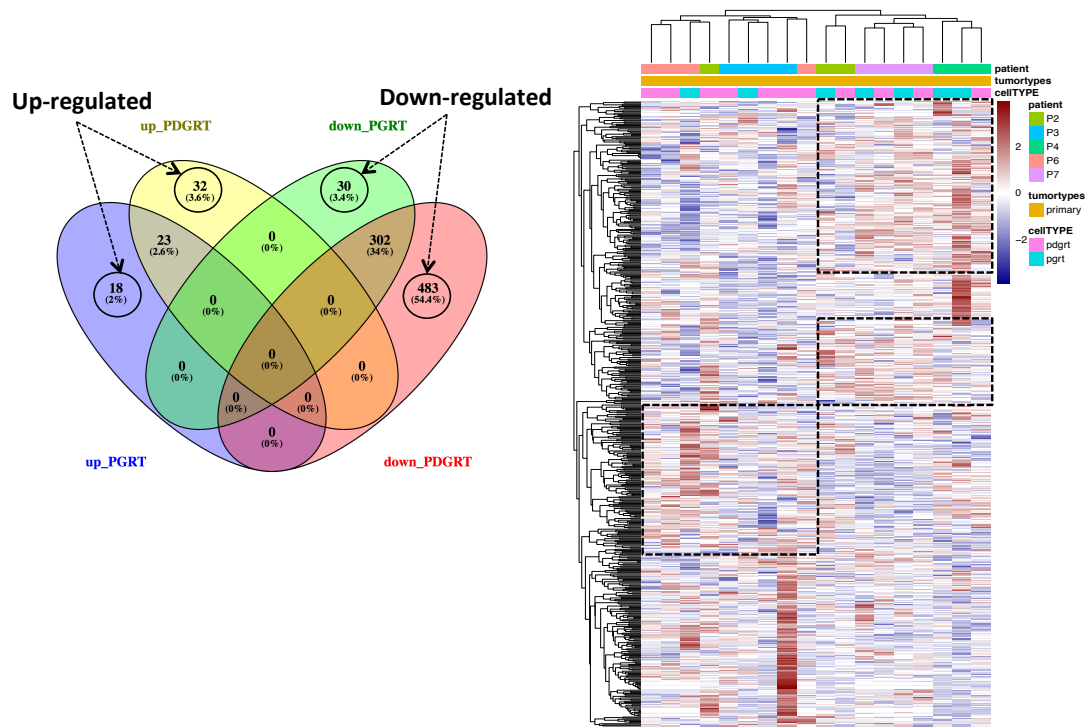 Up-regulated
Down-regulated
up_PDGRT
down_PGRT
32
(3.6%)
30
(3.4%)
23
(2.6%)
0
(0%)
302
(34%)
18
(2%)
0
(0%)
0
(0%)
483
(54.4%)
0
(0%)
0
(0%)
0
(0%)
0
(0%)
0
(0%)
0
(0%)
up_PGRT
down_PDGRT
patient
tumortypes
cellTYPE
2
0
−2
patient
P2
P3
P4
P6
P7
tumortypes
primary
cellTYPE
pdgrt
pgrt